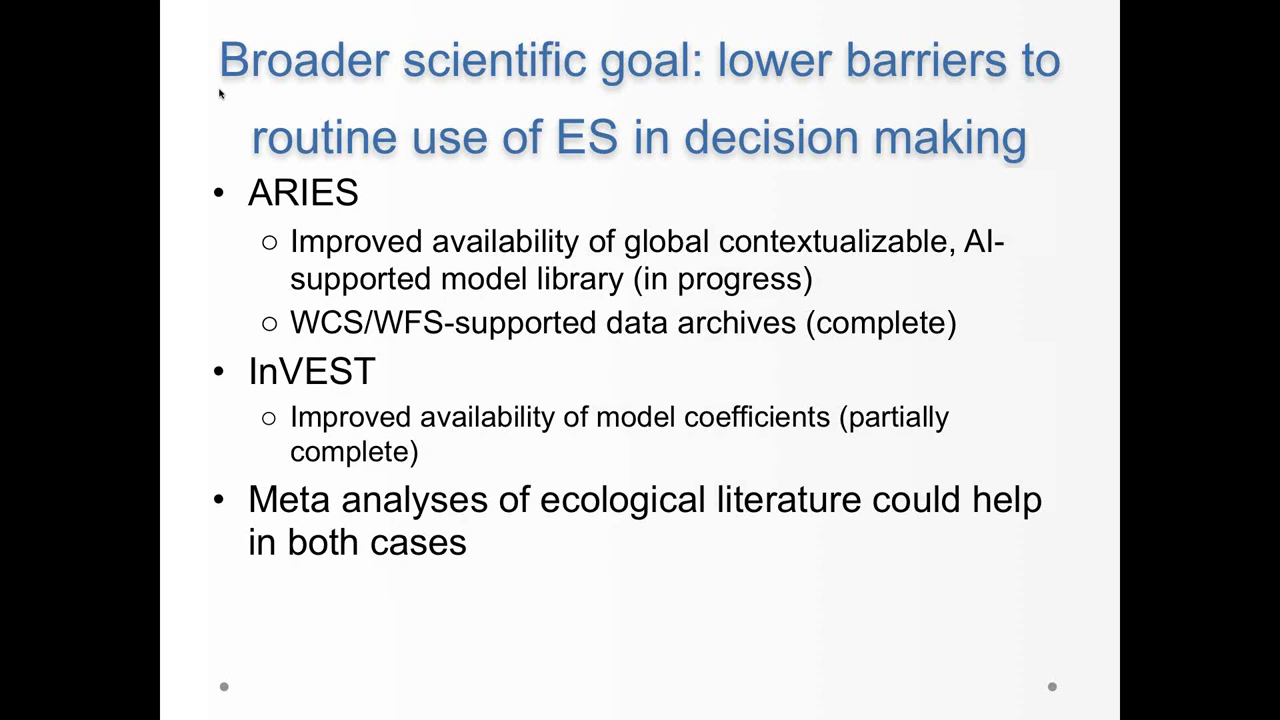 Broader scientific goal: lower barriers to
routine use of ES in decision making
• ARIES
○ Improved availability of global contextualizable, AI-
supported model library (in progress)
○ WCS/WFS-supported data archives (complete)
• InVEST
○ Improved availability of model coefficients (partially
complete)
• Meta analyses of ecological literature could help
in both cases